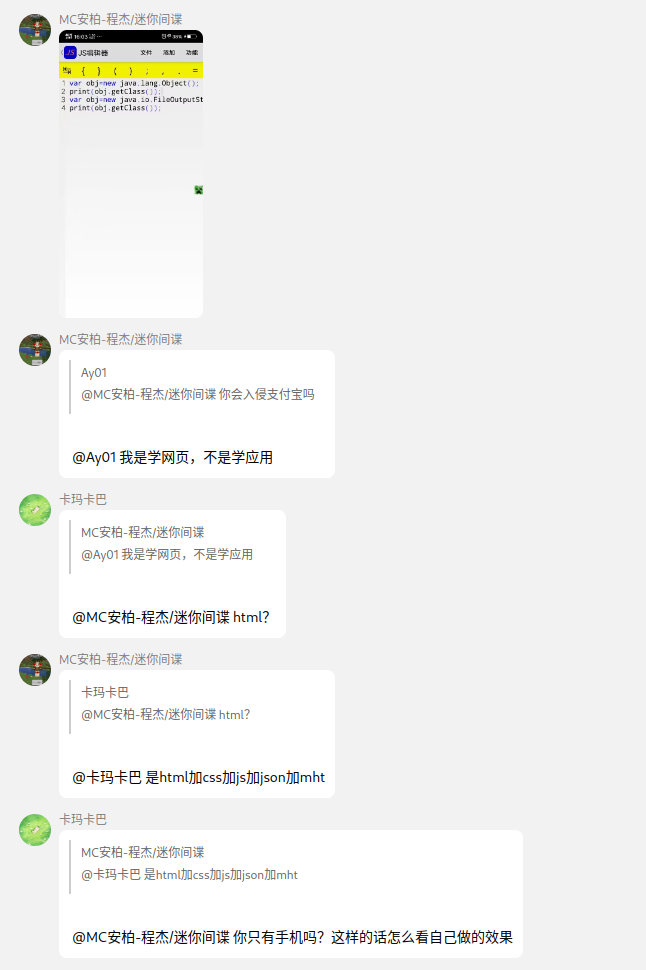 MC安柏-程杰/迷你间谍
16:03
38%
JS JS编辑器 文件 添加 功能
{ } ( ) ; , . =
1 var obj=new java.lang.Object();
2 print(obj.getClass());
3 var obj=new java.io.FileOutputSt
4 print(obj.getClass());
MC安柏-程杰/迷你间谍
Ay01
@MC安柏-程杰/迷你间谍 你会入侵支付宝吗
@Ay01 我是学网页，不是学应用
卡玛卡巴
MC安柏-程杰/迷你间谍
@Ay01 我是学网页，不是学应用
@MC安柏-程杰/迷你间谍 html？
MC安柏-程杰/迷你间谍
卡玛卡巴
@MC安柏-程杰/迷你间谍 html？
@卡玛卡巴 是html加css加js加json加mht
卡玛卡巴
MC安柏-程杰/迷你间谍
@卡玛卡巴 是html加css加js加json加mht
@MC安柏-程杰/迷你间谍 你只有手机吗？这样的话怎么看自己做的效果